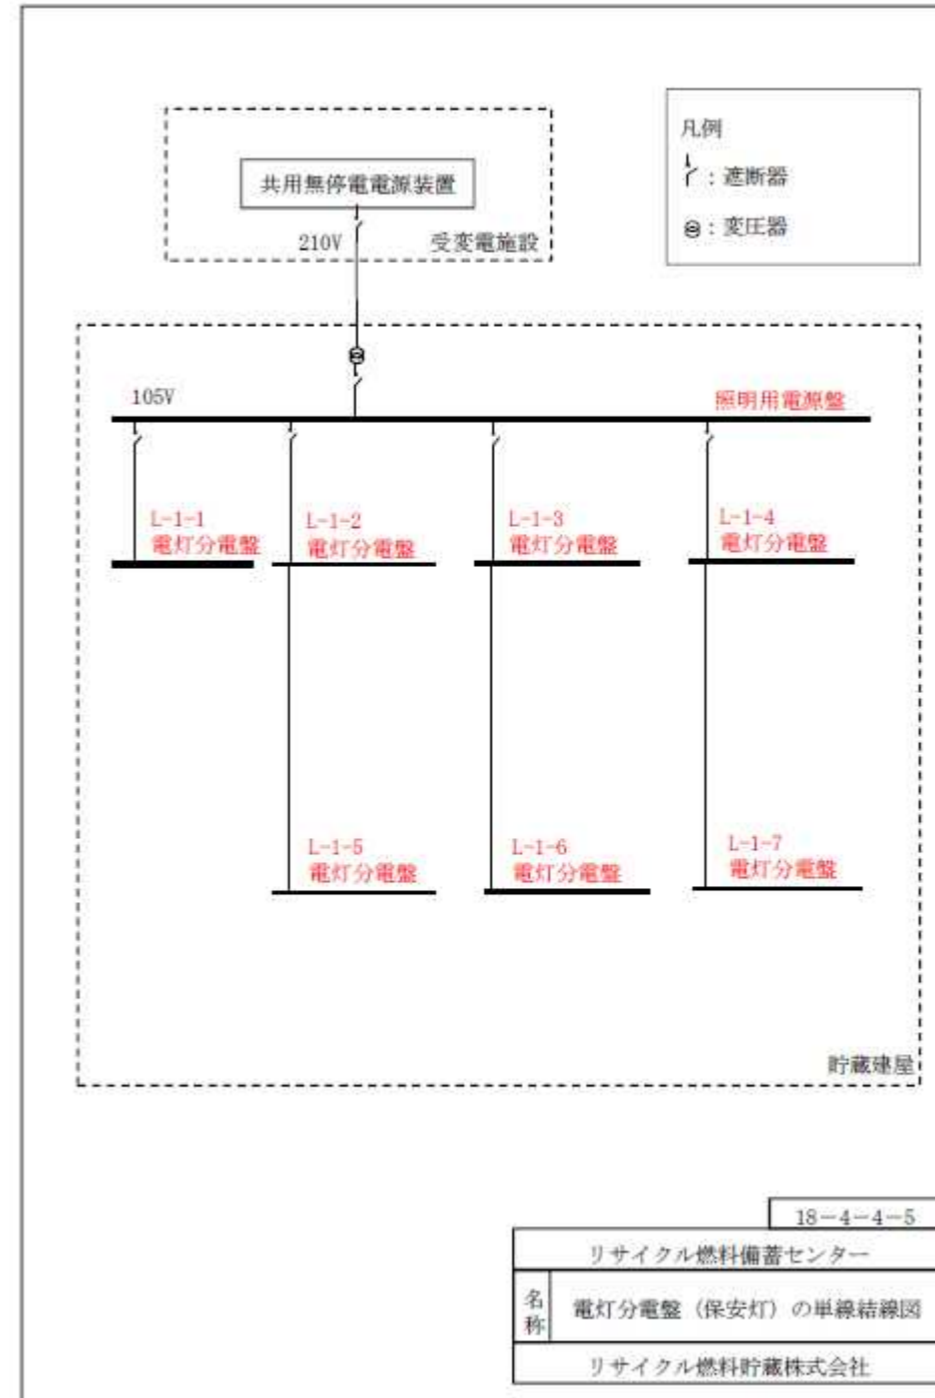 凡例
：遮断器
：変圧器
共用無停電電源装置
210V
受変電施設
105V
照明用電源盤
L-1-1
電灯分電盤
L-1-2
電灯分電盤
L-1-3
電灯分電盤
L-1-4
電灯分電盤
L-1-5
電灯分電盤
L-1-6
電灯分電盤
L-1-7
電灯分電盤
貯蔵建屋
18－4－4－5
リサイクル燃料備蓄センター
名称
電灯分電盤（保安灯）の単線結線図
リサイクル燃料貯蔵株式会社